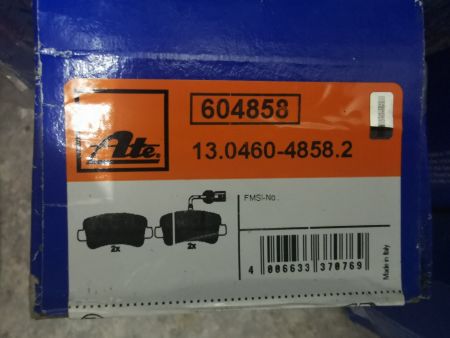 Ate
604858
13.0460-4858.2
FMSI-No.:
2x
2x
4 006633 370769
Made in Italy